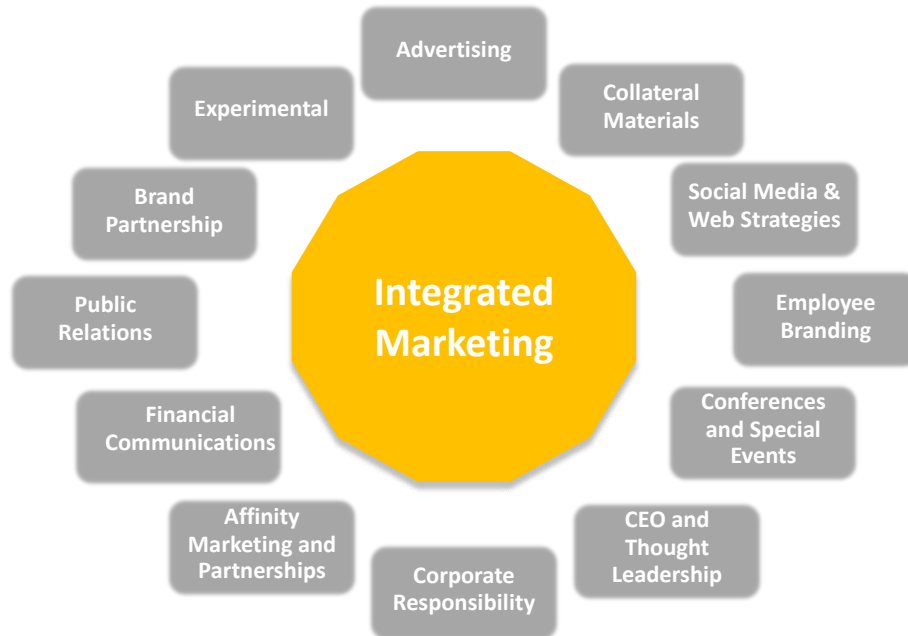 Advertising
Collateral
Materials
Experimental
Social Media &
Web Strategies
Brand
Partnership
Integrated
Marketing
Employee
Branding
Public
Relations
Conferences
and Special
Events
Financial
Communications
CEO and
Thought
Leadership
Affinity
Marketing and
Partnerships
Corporate
Responsibility